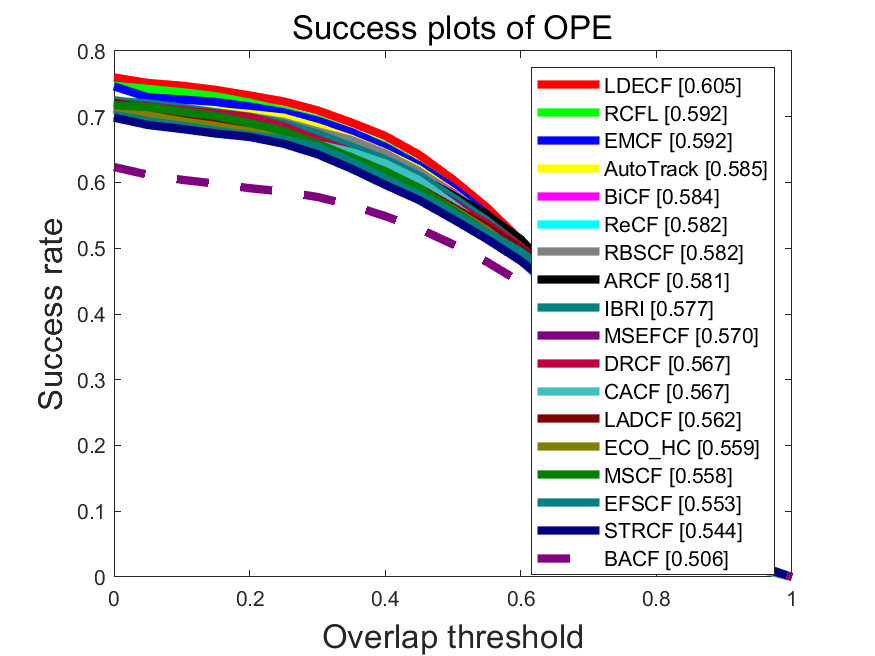 Success plots of OPE
Success rate
0.8
0.7
0.6
0.5
0.4
0.3
0.2
0.1
0
LDECF [0.605]
RCFL [0.592]
EMCF [0.592]
AutoTrack [0.585]
BiCF [0.584]
ReCF [0.582]
RBSCF [0.582]
ARCF [0.581]
IBRI [0.577]
MSEFCF [0.570]
DRCF [0.567]
CACF [0.567]
LADCF [0.562]
ECO_HC [0.559]
MSCF [0.558]
EFSCF [0.553]
STRCF [0.544]
BACF [0.506]
0 0.2 0.4 0.6 0.8 1
Overlap threshold